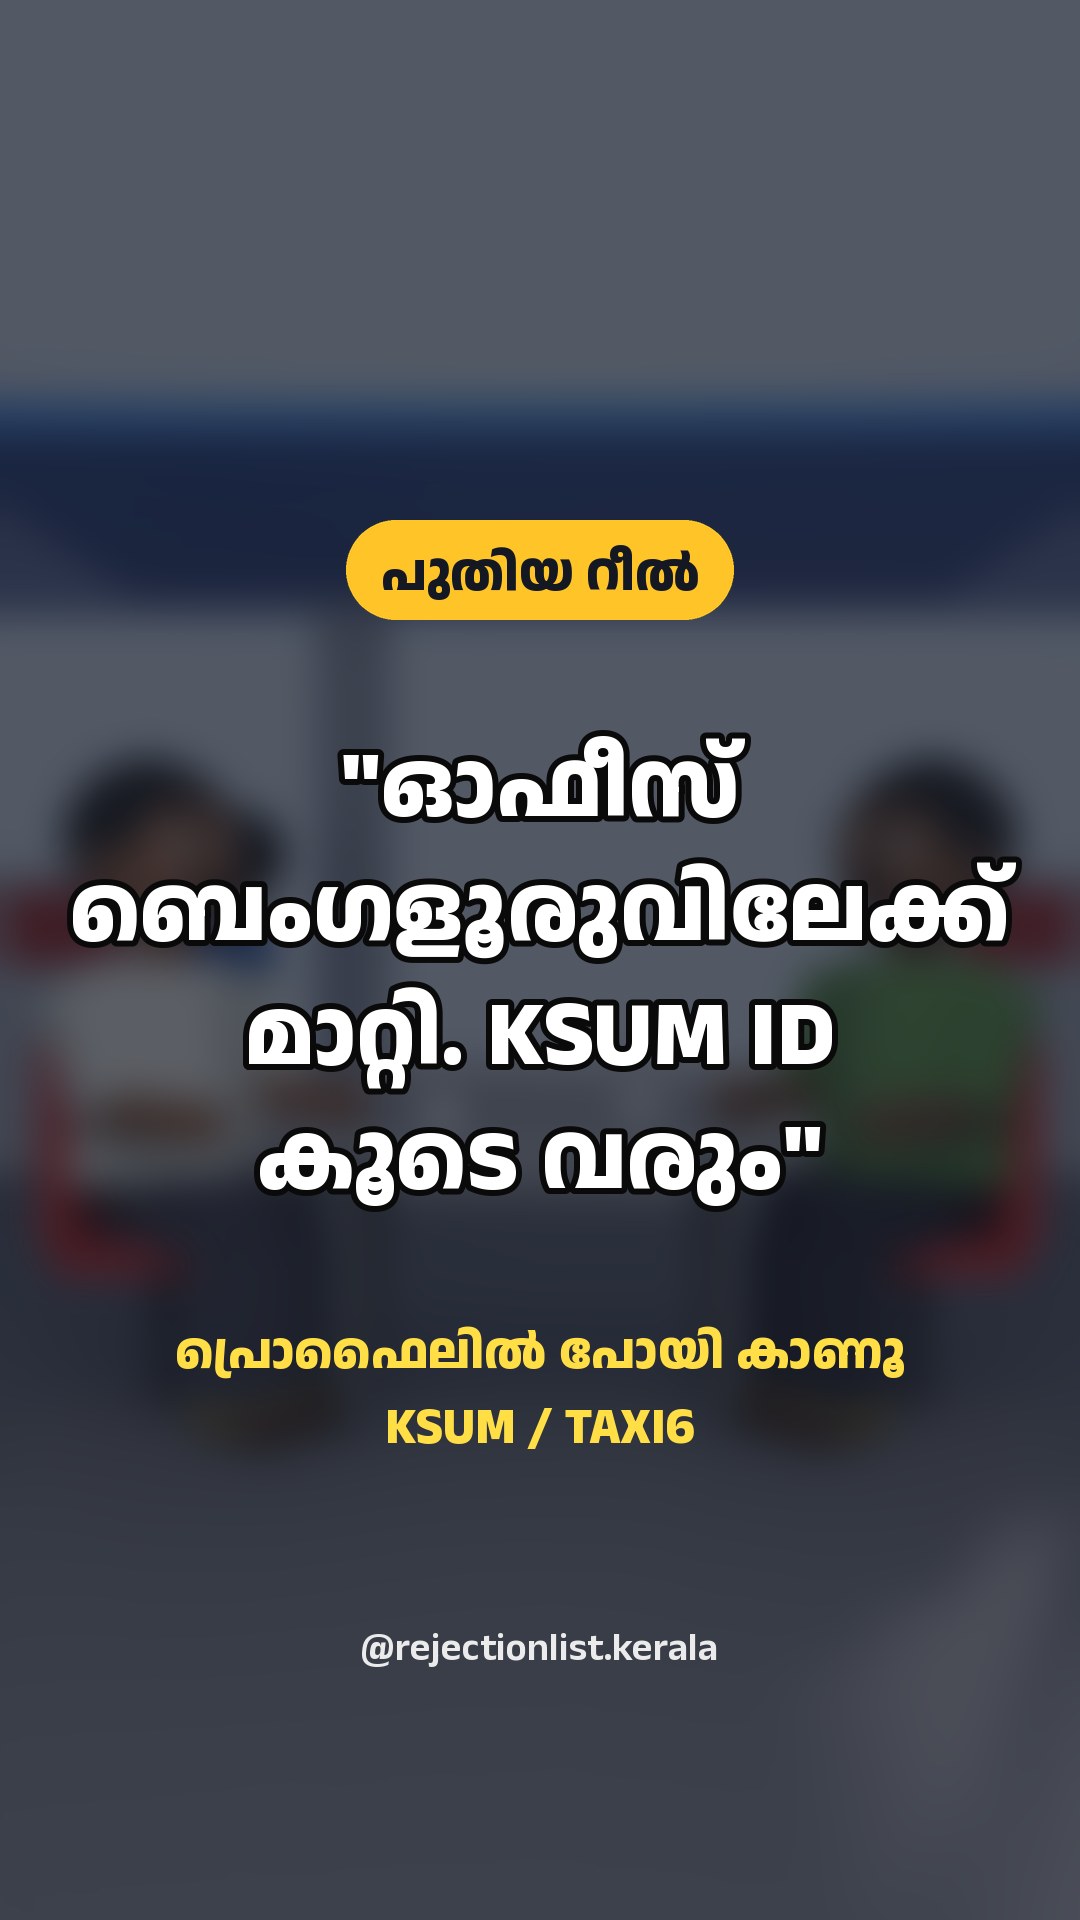 പുതിയ റീൽ
"ഓഫീസ്
ബെംഗളൂരുവിലേക്ക്
മാറ്റി. KSUM ID
കൂടെ വരും"
പ്രൊഫൈലിൽ പോയി കാണൂ
KSUM / TAXI6
@rejectionlist.kerala